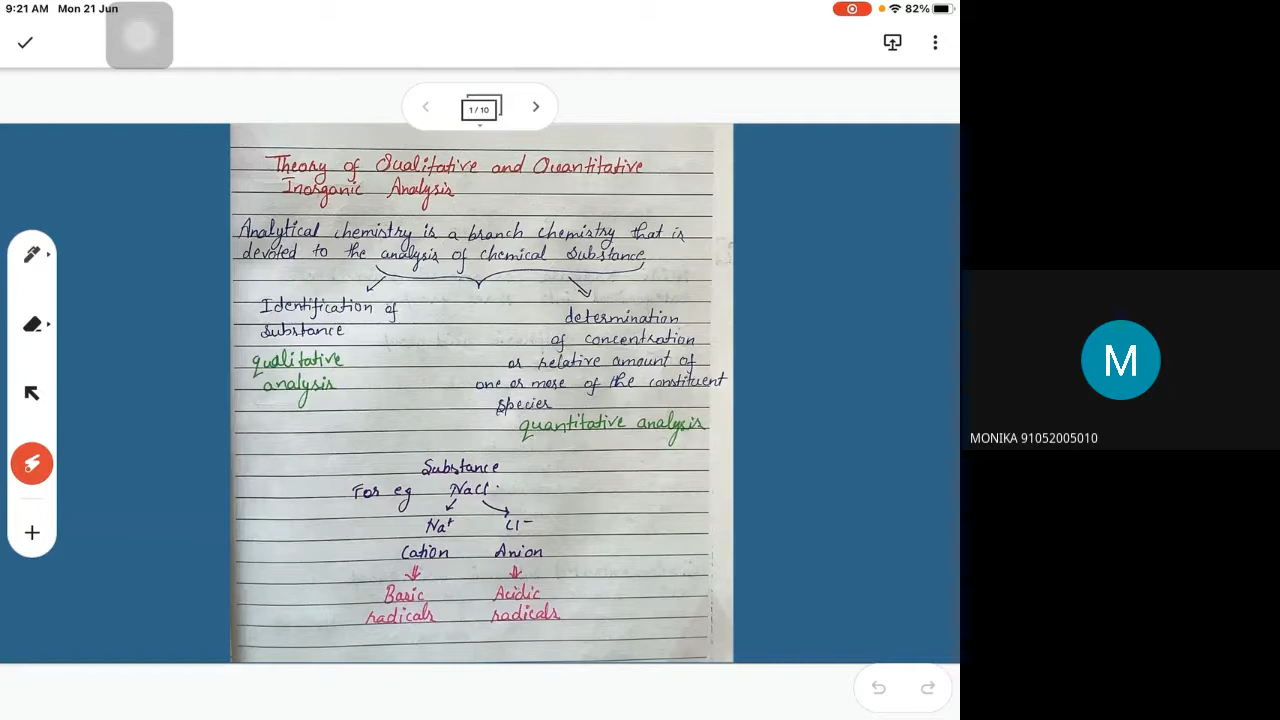 9:21 AM Mon 21 Jun
82%
1 / 10
Theory of Qualitative and Quantitative
Inorganic Analysis
Analytical chemistry is a branch chemistry that is
devoted to the analysis of chemical substance
Identification of
substance
qualitative
analysis
determination
of concentration
or relative amount of
one or more of the constituent
species
quantitative analysis
Substance
For eg NaCl.
Na+ Cl-
Cation Anion
Basic Acidic
radicals radicals
M
MONIKA 91052005010